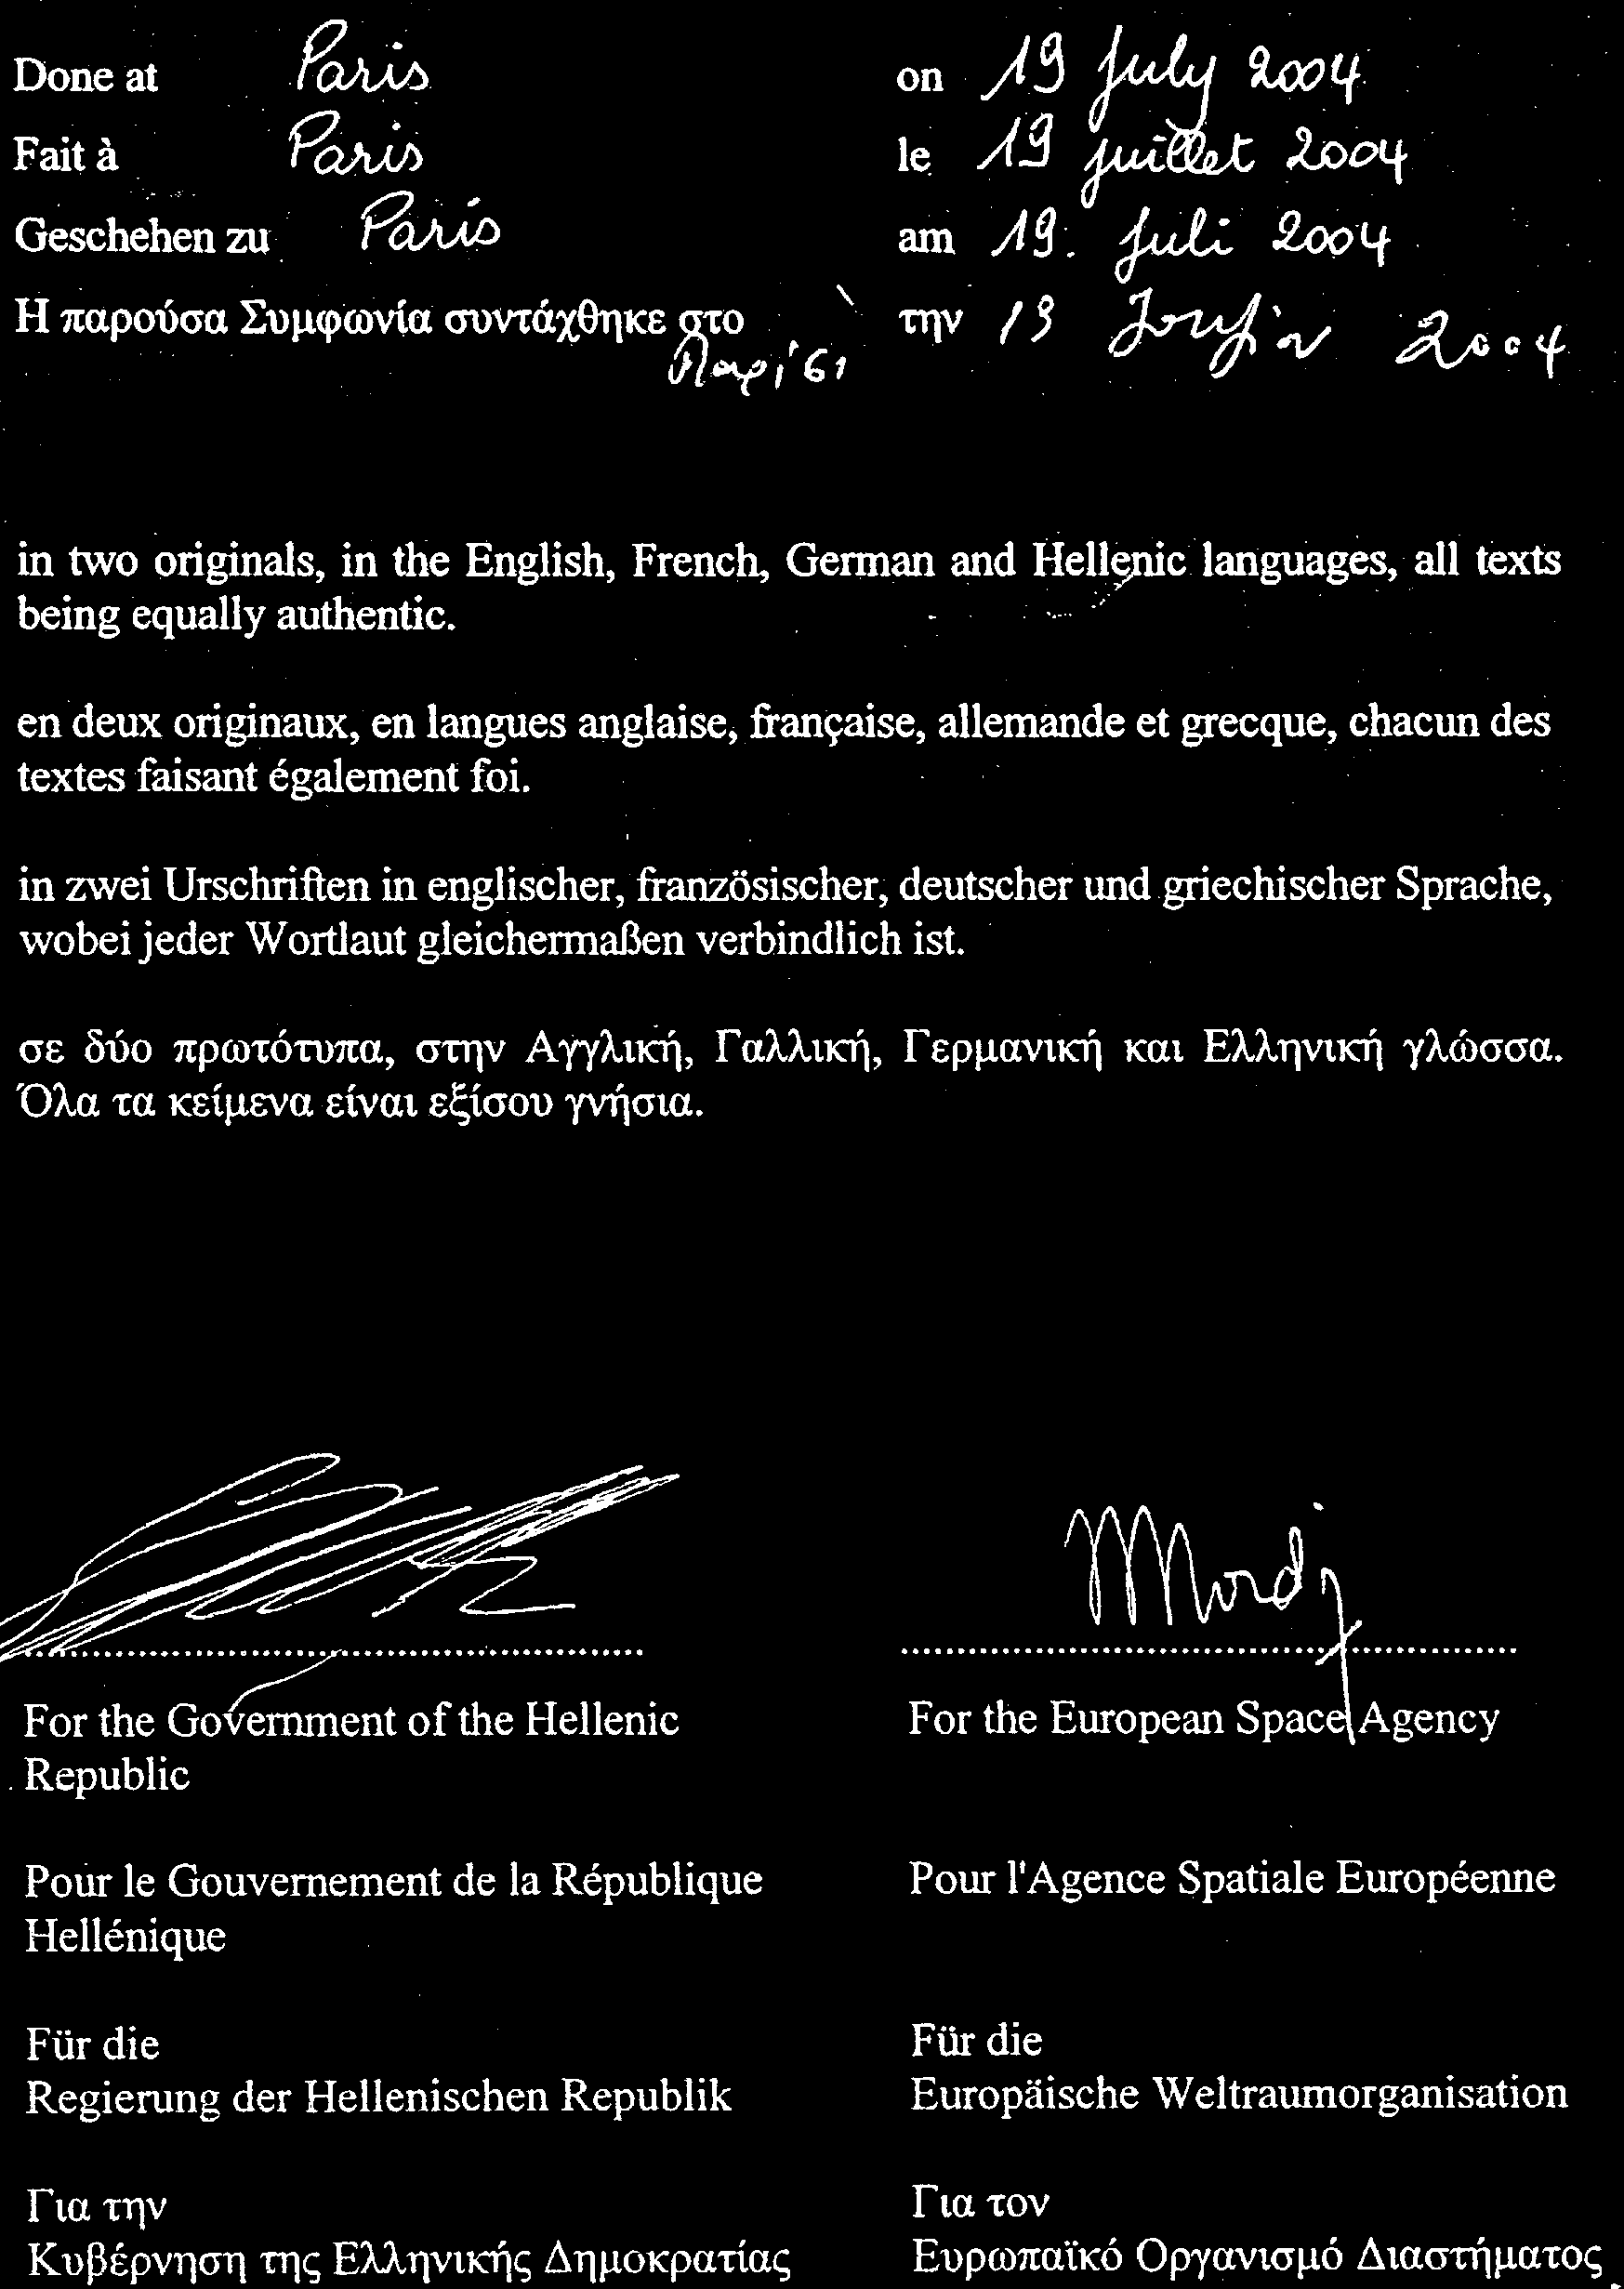 Done at Paris on 19 July 2004
Fait à Paris le 19 juillet 2004
Geschehen zu Paris am 19. Juli 2004
Η παρούσα Συμφωνία συντάχθηκε στο την 19 2004
Παρίσι
in two originals, in the English, French, German and Hellenic languages, all texts
being equally authentic.
en deux originaux, en langues anglaise, française, allemande et grecque, chacun des
textes faisant également foi.
in zwei Urschriften in englischer, französischer, deutscher und griechischer Sprache,
wobei jeder Wortlaut gleichermaßen verbindlich ist.
σε δύο πρωτότυπα, στην Αγγλική, Γαλλική, Γερμανική και Ελληνική γλώσσα.
Όλα τα κείμενα είναι εξίσου γνήσια.
For the Government of the Hellenic
Republic
For the European Space Agency
Pour le Gouvernement de la République
Hellénique
Pour l'Agence Spatiale Européenne
Für die
Regierung der Hellenischen Republik
Für die
Europäische Weltraumorganisation
Για την
Κυβέρνηση της Ελληνικής Δημοκρατίας
Για τον
Ευρωπαϊκό Οργανισμό Διαστήματος